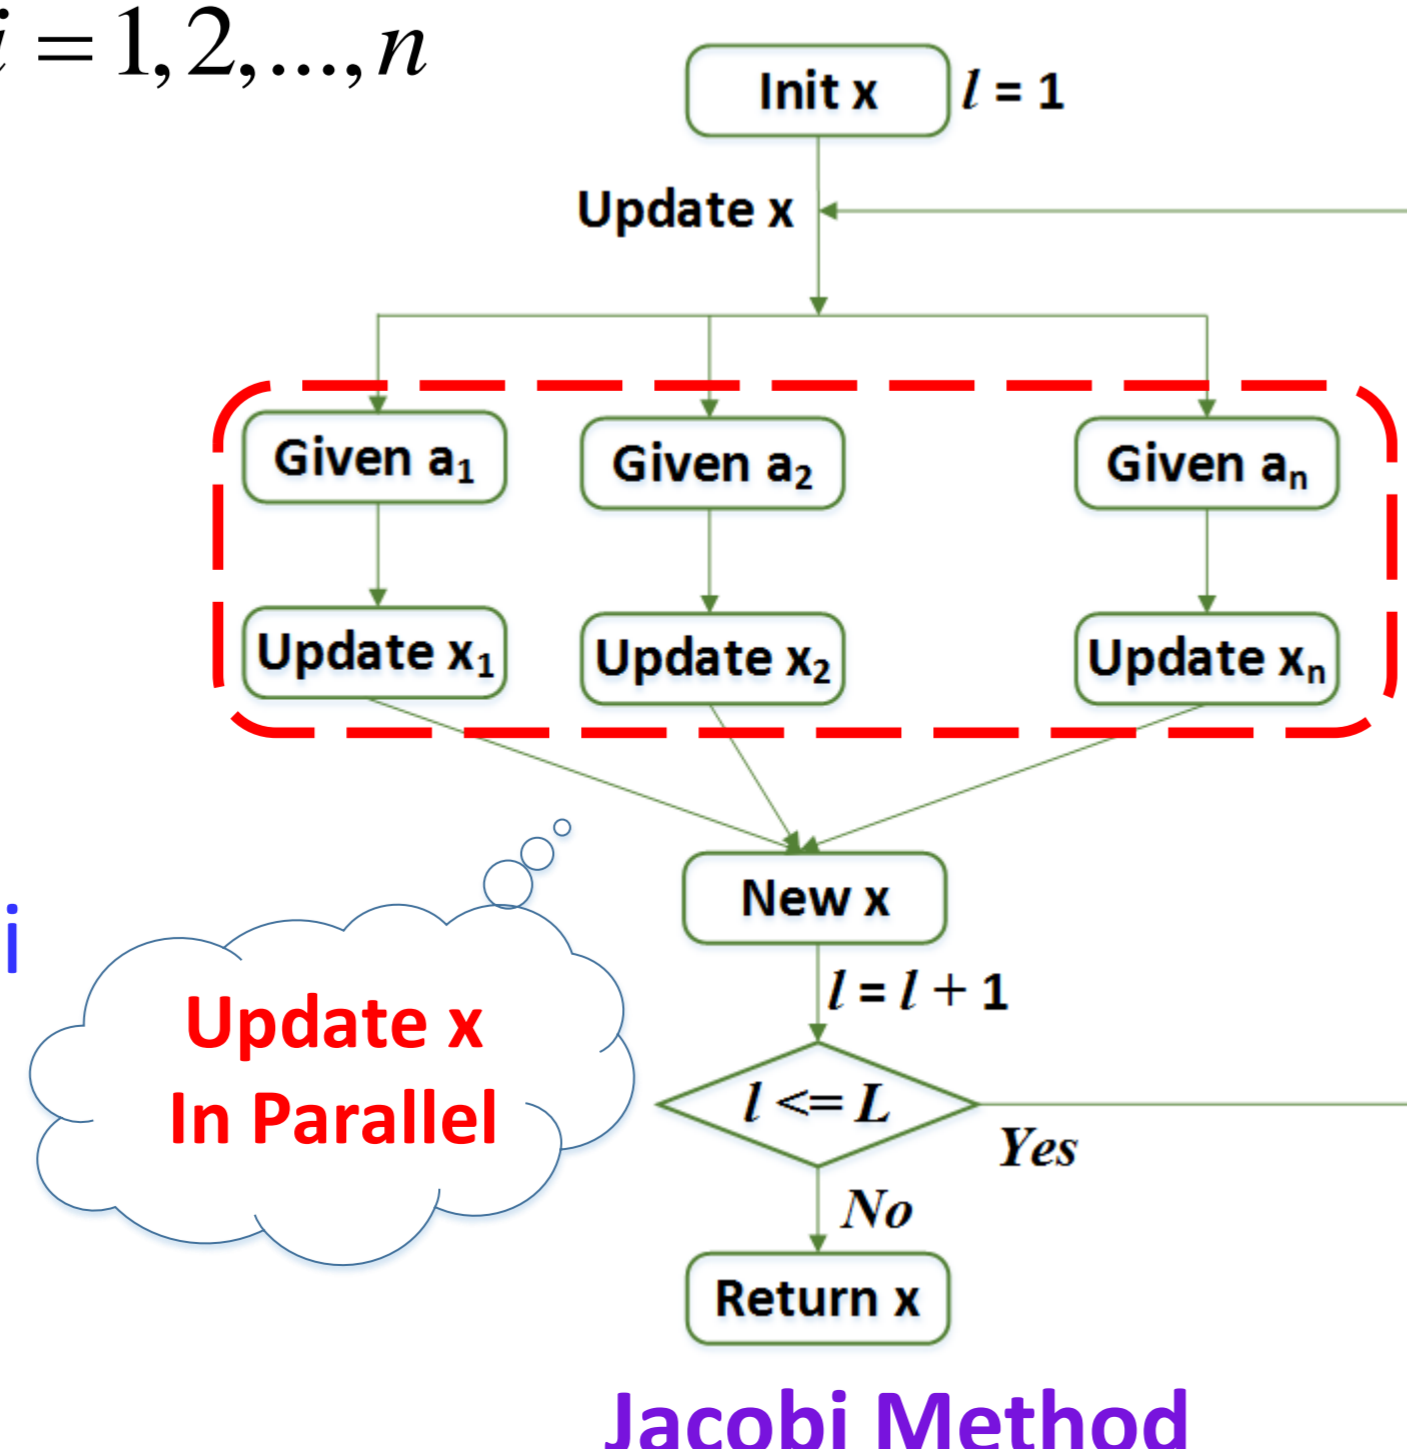 i = 1, 2, ..., n
Init x
l = 1
Update x
Given a₁
Given a₂
Given aₙ
Update x₁
Update x₂
Update xₙ
New x
l = l + 1
i
Update x
In Parallel
l <= L
Yes
No
Return x
Jacobi Method